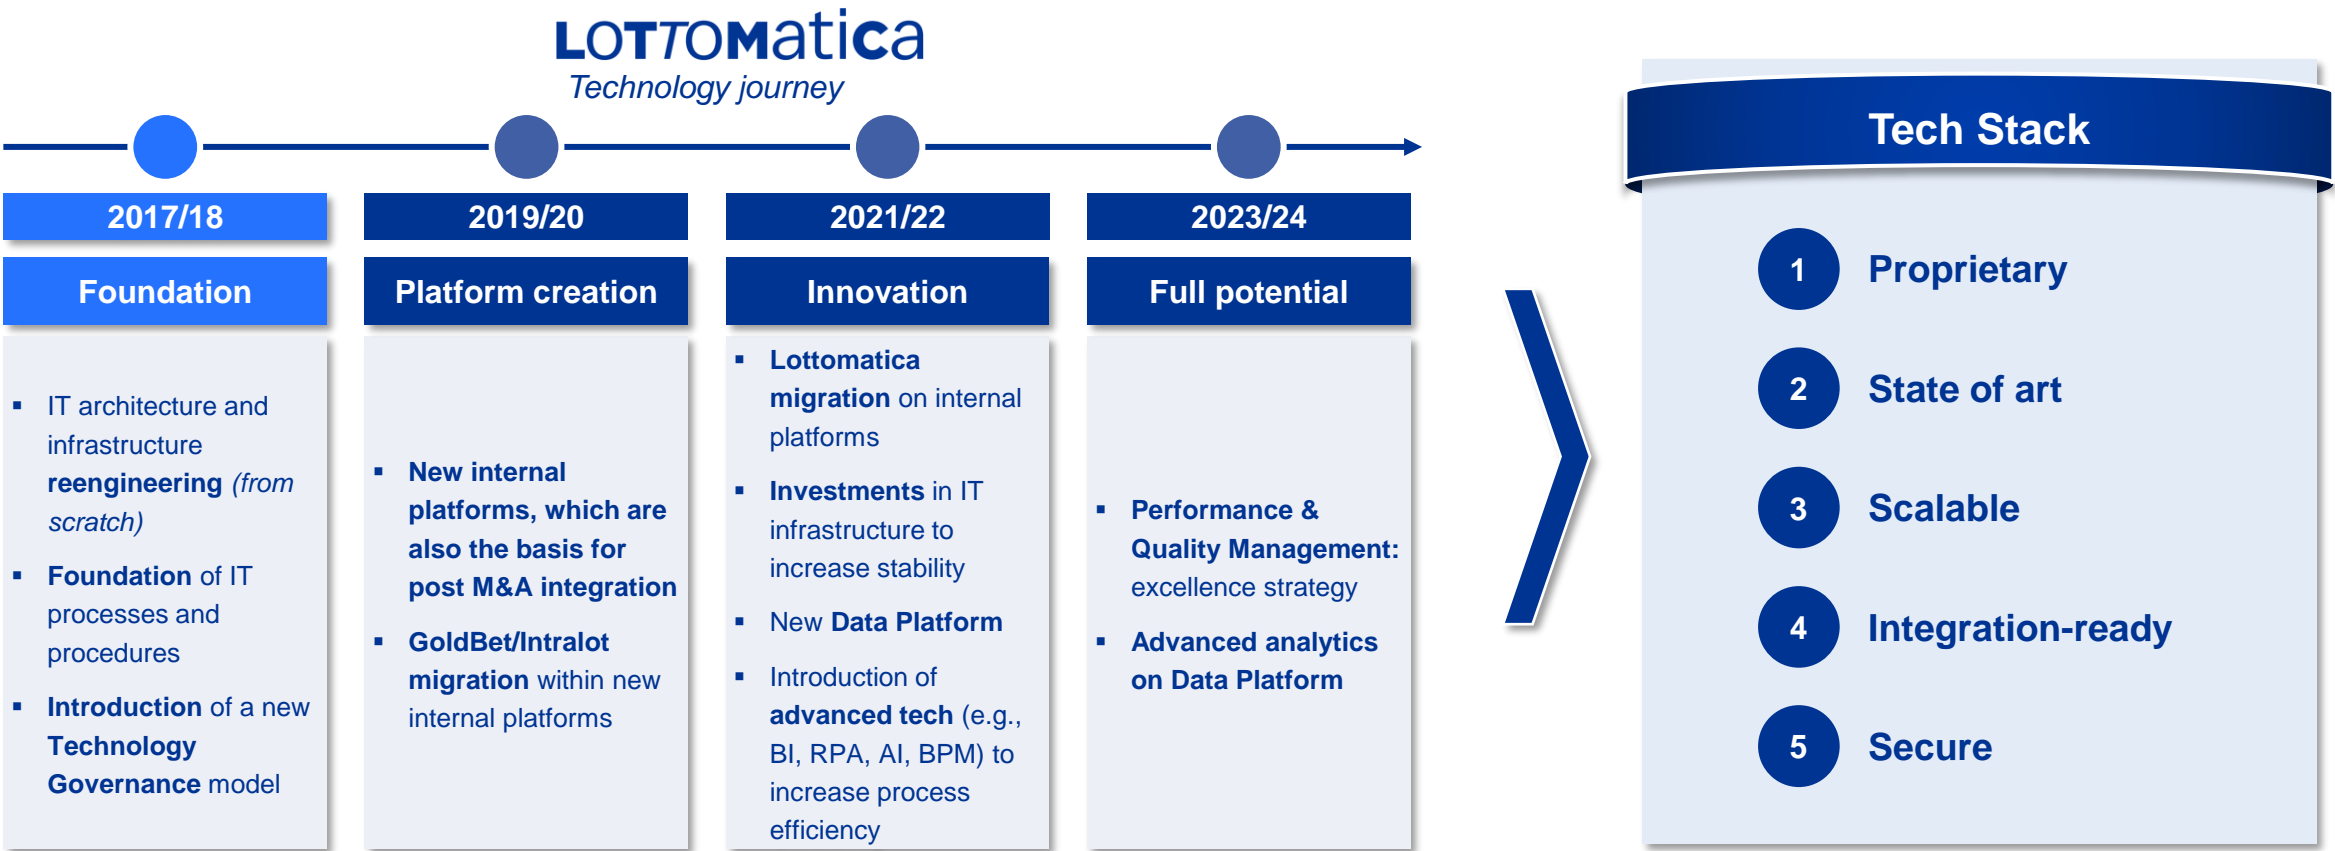 LOTTOMatica
Technology journey
2017/18
Foundation
▪ IT architecture and
infrastructure
reengineering (from
scratch)
▪ Foundation of IT
processes and
procedures
▪ Introduction of a new
Technology
Governance model
2019/20
Platform creation
▪ New internal
platforms, which are
also the basis for
post M&A integration
▪ GoldBet/Intralot
migration within new
internal platforms
2021/22
Innovation
▪ Lottomatica
migration on internal
platforms
▪ Investments in IT
infrastructure to
increase stability
▪ New Data Platform
▪ Introduction of
advanced tech (e.g.,
BI, RPA, AI, BPM) to
increase process
efficiency
2023/24
Full potential
▪ Performance &
Quality Management:
excellence strategy
▪ Advanced analytics
on Data Platform
Tech Stack
1 Proprietary
2 State of art
3 Scalable
4 Integration-ready
5 Secure